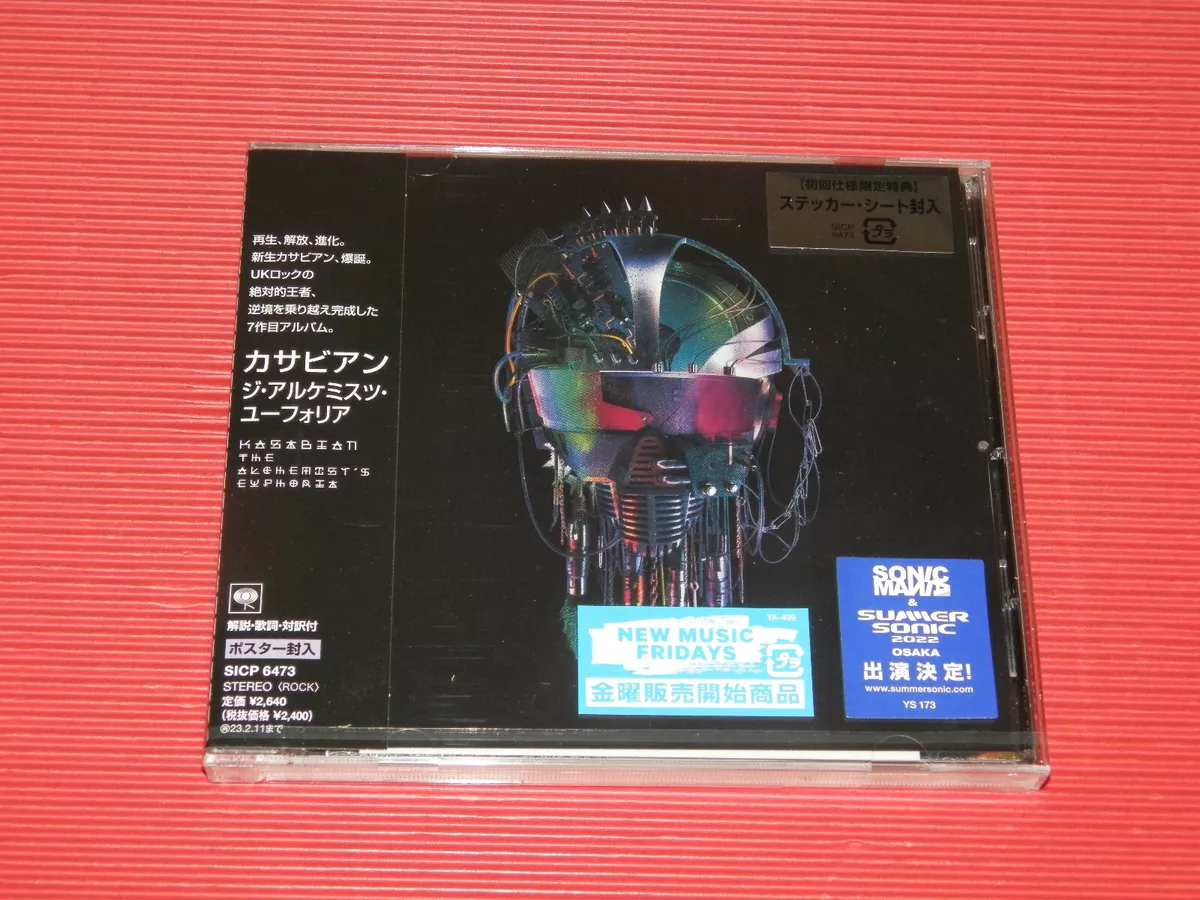 再生、解放、進化。
新生カサビアン、爆誕。
UKロックの
絶対的王者、
逆境を乗り越え完成した
7作目アルバム。
カサビアン
ジ・アルケミスツ・
ユーフォリア
KASABIAN
THE
ALCHEMIST'S
EUPHORIA
解説・歌詞・対訳付
ポスター封入
SICP 6473
STEREO 〈ROCK〉
定価 ¥2,640
(税抜価格 ¥2,400)
Ⓟ23.2.11まで
【初回仕様限定特典】
ステッカー・シート封入
SICP
6473
タラ
YA-499
NEW MUSIC
FRIDAYS
タラ
金曜販売開始商品
SONIC
MANIA
&
SUMMER
SONIC
2022
OSAKA
出演決定!
www.summersonic.com
YS 173